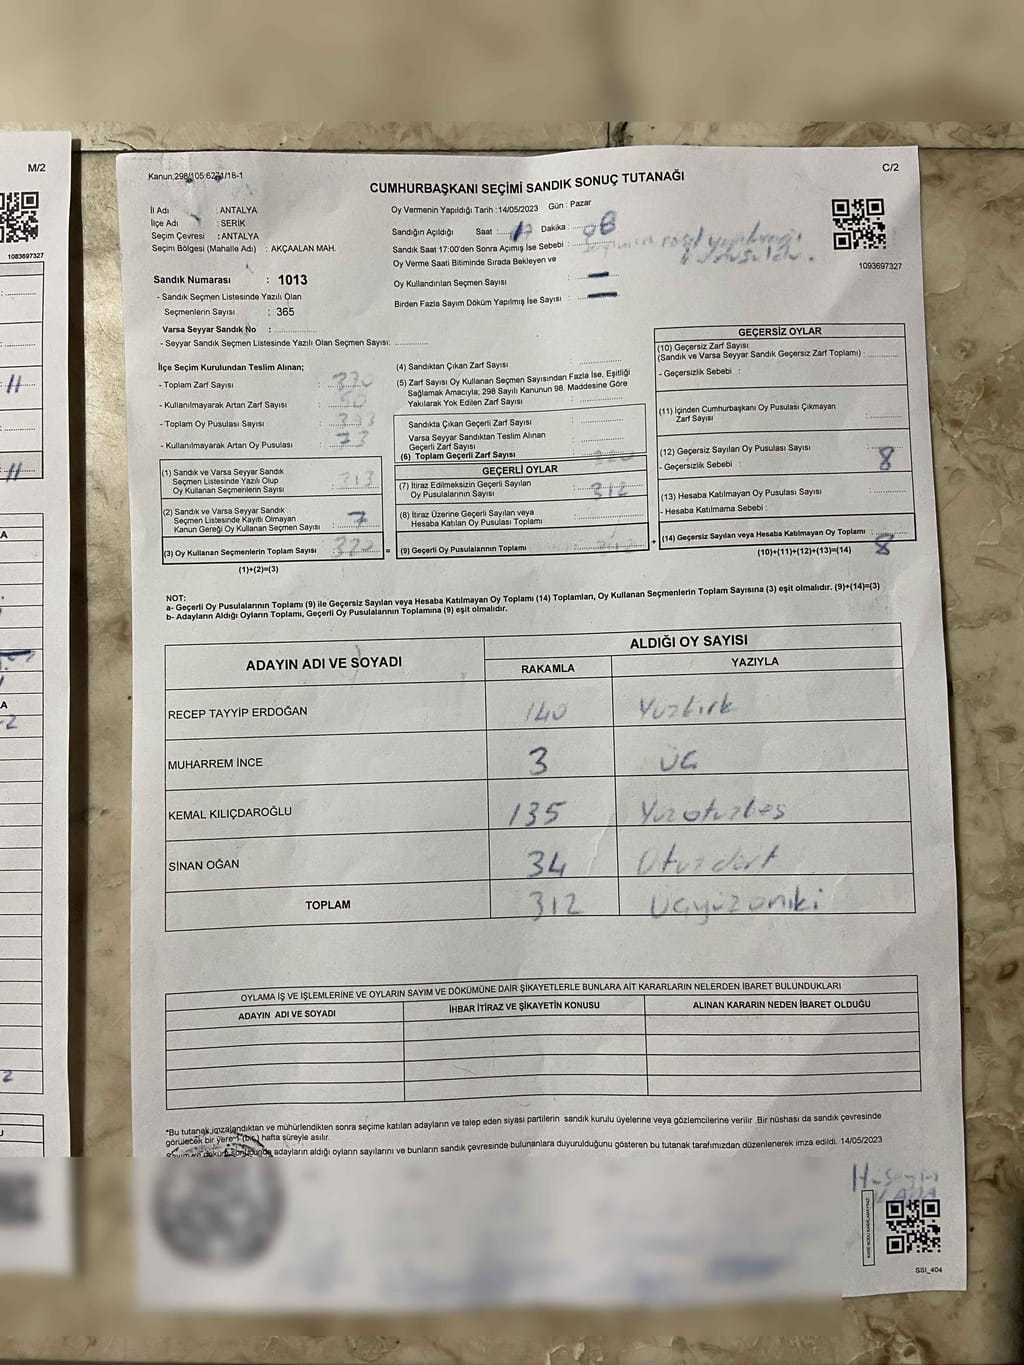 M/2
1083697327
11
11
Kanun,298/105 6271/18-1
C/2
CUMHURBAŞKANI SEÇİMİ SANDIK SONUÇ TUTANAĞI
İl Adı : ANTALYA
İlçe Adı : SERİK
Seçim Çevresi : ANTALYA
Seçim Bölgesi (Mahalle Adı) : AKÇAALAN MAH.
Oy Vermenin Yapıldığı Tarih : 14/05/2023 Gün : Pazar
Sandığın Açıldığı Saat : 17 Dakika : 08
Sandık Saat 17:00'den Sonra Açımış İse Sebebi :
Oy Verme Saati Bitiminde Sırada Bekleyen ve
Oy Kullandırılan Seçmen Sayısı : —
Birden Fazla Sayım Döküm Yapılmış İse Sayısı : —
1093697327
Sandık Numarası : 1013
- Sandık Seçmen Listesinde Yazılı Olan
Seçmenlerin Sayısı : 365
Varsa Seyyar Sandık No :
- Seyyar Sandık Seçmen Listesinde Yazılı Olan Seçmen Sayısı:
İlçe Seçim Kurulundan Teslim Alınan;
- Toplam Zarf Sayısı :
- Kullanılmayarak Artan Zarf Sayısı :
- Toplam Oy Pusulası Sayısı :
- Kullanılmayarak Artan Oy Pusulası : 73
(1) Sandık ve Varsa Seyyar Sandık
Seçmen Listesinde Yazılı Olup
Oy Kullanan Seçmenlerin Sayısı : 313
(2) Sandık ve Varsa Seyyar Sandık
Seçmen Listesinde Kayıtlı Olmayan
Kanun Gereği Oy Kullanan Seçmen Sayısı : 7
(3) Oy Kullanan Seçmenlerin Toplam Sayısı : 320
(1)+(2)=(3)
(4) Sandıktan Çıkan Zarf Sayısı :
(5) Zarf Sayısı Oy Kullanan Seçmen Sayısından Fazla İse, Eşitliği
Sağlamak Amacıyla; 298 Sayılı Kanunun 98. Maddesine Göre
Yakılarak Yok Edilen Zarf Sayısı :
Sandıkta Çıkan Geçerli Zarf Sayısı :
Varsa Seyyar Sandıktan Teslim Alınan
Geçerli Zarf Sayısı :
(6) Toplam Geçerli Zarf Sayısı : 320
GEÇERLİ OYLAR
(7) İtiraz Edilmeksizin Geçerli Sayılan
Oy Pusulalarının Sayısı : 312
(8) İtiraz Üzerine Geçerli Sayılan veya
Hesaba Katılan Oy Pusulası Toplamı :
= (9) Geçerli Oy Pusulalarının Toplamı :
GEÇERSİZ OYLAR
(10) Geçersiz Zarf Sayısı
(Sandık ve Varsa Seyyar Sandık Geçersiz Zarf Toplamı) :
- Geçersizlik Sebebi :
(11) İçinden Cumhurbaşkanı Oy Pusulası Çıkmayan
Zarf Sayısı :
(12) Geçersiz Sayılan Oy Pusulası Sayısı : 8
- Geçersizlik Sebebi :
(13) Hesaba Katılmayan Oy Pusulası Sayısı :
- Hesaba Katılmama Sebebi :
+ (14) Geçersiz Sayılan veya Hesaba Katılmayan Oy Toplamı : 8
(10)+(11)+(12)+(13)=(14)
NOT:
a- Geçerli Oy Pusulalarının Toplamı (9) ile Geçersiz Sayılan veya Hesaba Katılmayan Oy Toplamı (14) Toplamları, Oy Kullanan Seçmenlerin Toplam Sayısına (3) eşit olmalıdır. (9)+(14)=(3)
b- Adayların Aldığı Oyların Toplamı, Geçerli Oy Pusulalarının Toplamına (9) eşit olmalıdır.
ADAYIN ADI VE SOYADI
ALDIĞI OY SAYISI
RAKAMLA YAZIYLA
RECEP TAYYİP ERDOĞAN 140 Yüzkırk
MUHARREM İNCE 3 ÜÇ
KEMAL KILIÇDAROĞLU 135 Yüzotuzbeş
SİNAN OĞAN 34 Otuzdört
TOPLAM 312 Üçyüzoniki
OYLAMA İŞ VE İŞLEMLERİNE VE OYLARIN SAYIM VE DÖKÜMÜNE DAİR ŞİKAYETLERLE BUNLARA AİT KARARLARIN NELERDEN İBARET BULUNDUKLARI
ADAYIN ADI VE SOYADI İHBAR İTİRAZ VE ŞİKAYETİN KONUSU ALINAN KARARIN NEDEN İBARET OLDUĞU
*Bu tutanak imzalandıktan ve mühürlendikten sonra seçime katılan adayların ve talep eden siyasi partilerin sandık kurulu üyelerine veya gözlemcilerine verilir .Bir nüshası da sandık çevresinde
görülecek bir yere 1 (bir) hafta süreyle asılır.
adayların aldığı oyların sayılarını ve bunların sandık çevresinde bulunanlara duyurulduğunu gösteren bu tutanak tarafımızdan düzenlenerek imza edildi. 14/05/2023
SSI_404